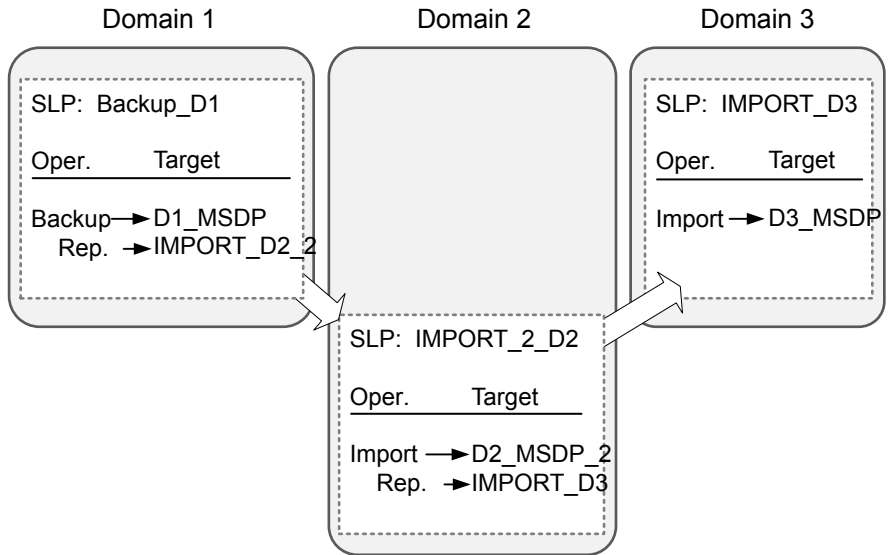 Domain 1
Domain 2
Domain 3
SLP: Backup_D1
Oper. Target
Backup D1_MSDP
Rep. IMPORT_D2_2
SLP: IMPORT_2_D2
Oper. Target
Import D2_MSDP_2
Rep. IMPORT_D3
SLP: IMPORT_D3
Oper. Target
Import D3_MSDP